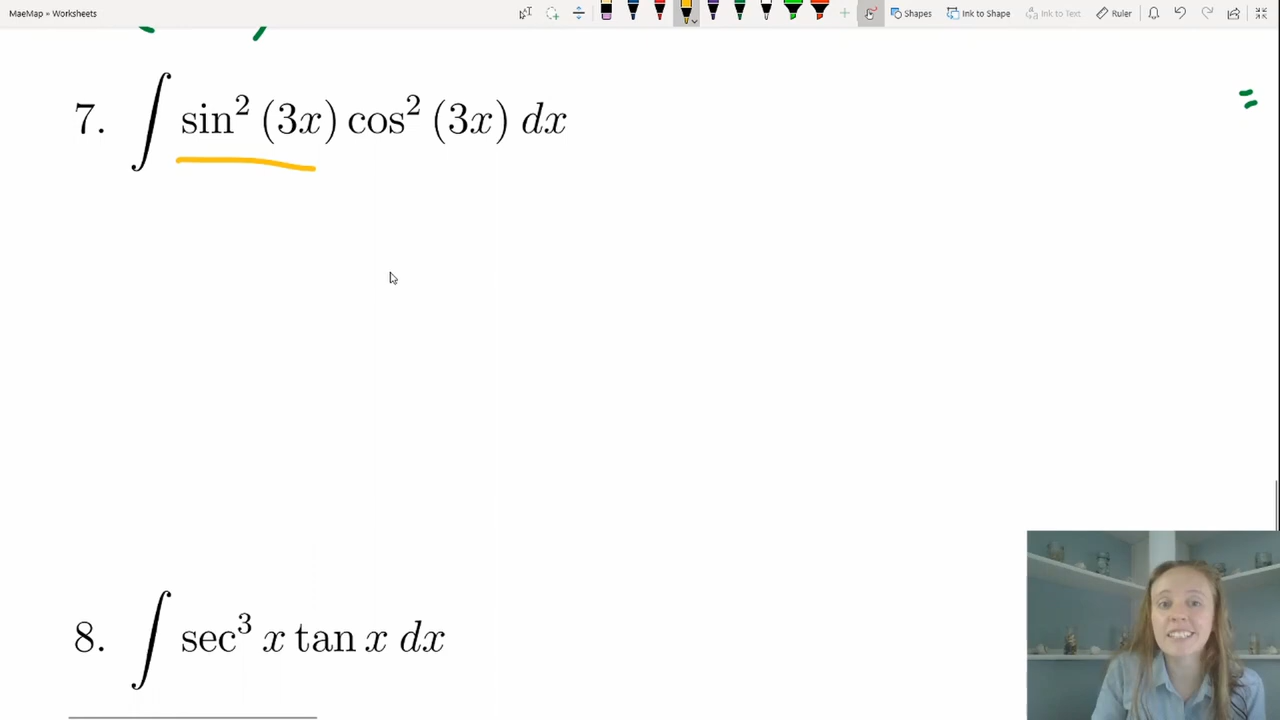 MaeMap » Worksheets
Shapes Ink to Shape Ink to Text Ruler
7. ∫ sin² (3x) cos² (3x) dx
=
8. ∫ sec³ x tan x dx